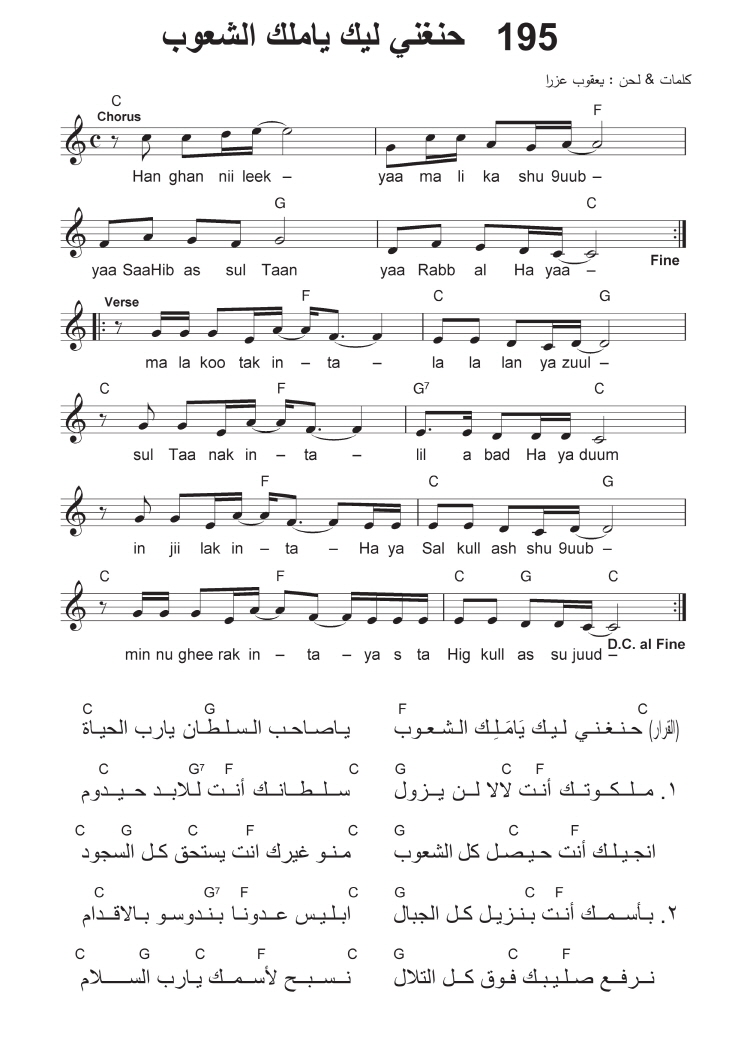 195 حنغني ليك ياملك الشعوب
كلمات & لحن : يعقوب عزرا
C F
Chorus
Han ghan nii leek – yaa ma li ka shu 9uub –
G C
yaa SaaHib as sul Taan yaa Rabb al Ha yaa –
Fine
Verse F C G
ma la koo tak in – ta – la la lan ya zuul –
C F G7 C
sul Taa nak in – ta – lil a bad Ha ya duum
F C G
in jii lak in – ta – Ha ya Sal kull ash shu 9uub –
C F C G C
min nu ghee rak in – ta – ya s ta Hig kull as su juud –
D.C. al Fine
C G F C
(القرار) حنغني ليك يَامَلِك الشعوب ياصاحب السلطان يارب الحياة
C G7 F C G C F
١. ملكوتك أنت لالا لن يزول سلطانك أنت للابد حيدوم
C G C F C G C F
انجيلك أنت حيصل كل الشعوب منو غيرك انت يستحق كل السجود
C G7 F C G C F
٢. بأسمك أنت بنزيل كل الجبال ابليس عدونا بندوسو بالاقدام
C G C F C G C F
نرفع صليبك فوق كل التلال نسبح لأسمك يارب السلام